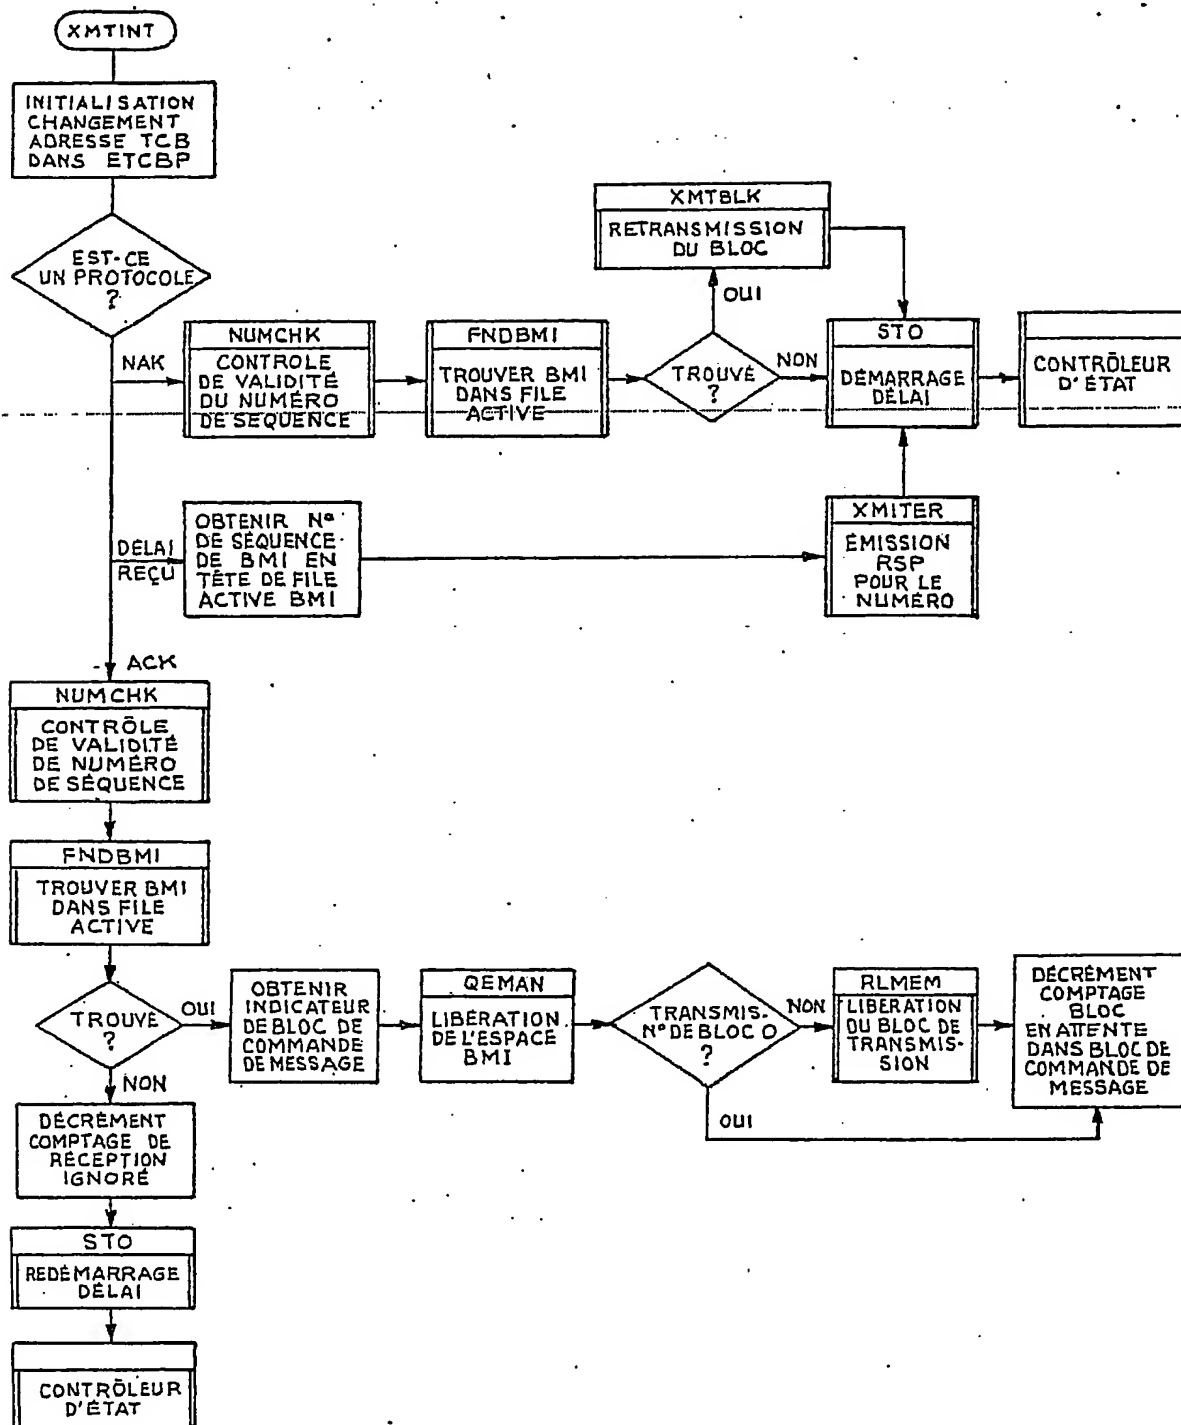 XMTINT
INITIALISATION
CHANGEMENT
ADRESSE TCB
DANS ETCBP
EST-CE
UN PROTOCOLE
?
XMTBLK
RETRANSMISSION
DU BLOC
OUI
NAK
NUMCHK
CONTROLE
DE VALIDITÉ
DU NUMÉRO
DE SÉQUENCE
FNDBMI
TROUVER BMI
DANS FILE
ACTIVE
TROUVÉ
?
NON
STO
DÉMARRAGE
DÉLAI
CONTRÔLEUR
D'ÉTAT
DÉLAI
REÇU
OBTENIR Nº
DE SÉQUENCE
DE BMI EN
TÊTE DE FILE
ACTIVE BMI
XMITER
ÉMISSION
RSP
POUR LE
NUMÉRO
ACK
NUMCHK
CONTRÔLE
DE VALIDITÉ
DE NUMÉRO
DE SÉQUENCE
FNDBMI
TROUVER BMI
DANS FILE
ACTIVE
TROUVÉ
?
OUI
OBTENIR
INDICATEUR
DE BLOC DE
COMMANDE
DE MESSAGE
QEMAN
LIBÉRATION
DE L'ESPACE
BMI
TRANSMIS.
Nº DE BLOC O
?
NON
RLMEM
LIBÉRATION
DU BLOC DE
TRANSMIS-
SION
DÉCRÉMENT
COMPTAGE
BLOC
EN ATTENTE
DANS BLOC DE
COMMANDE DE
MESSAGE
OUI
NON
DÉCRÉMENT
COMPTAGE DE
RÉCEPTION
IGNORÉ
STO
REDÉMARRAGE
DÉLAI
CONTRÔLEUR
D'ÉTAT